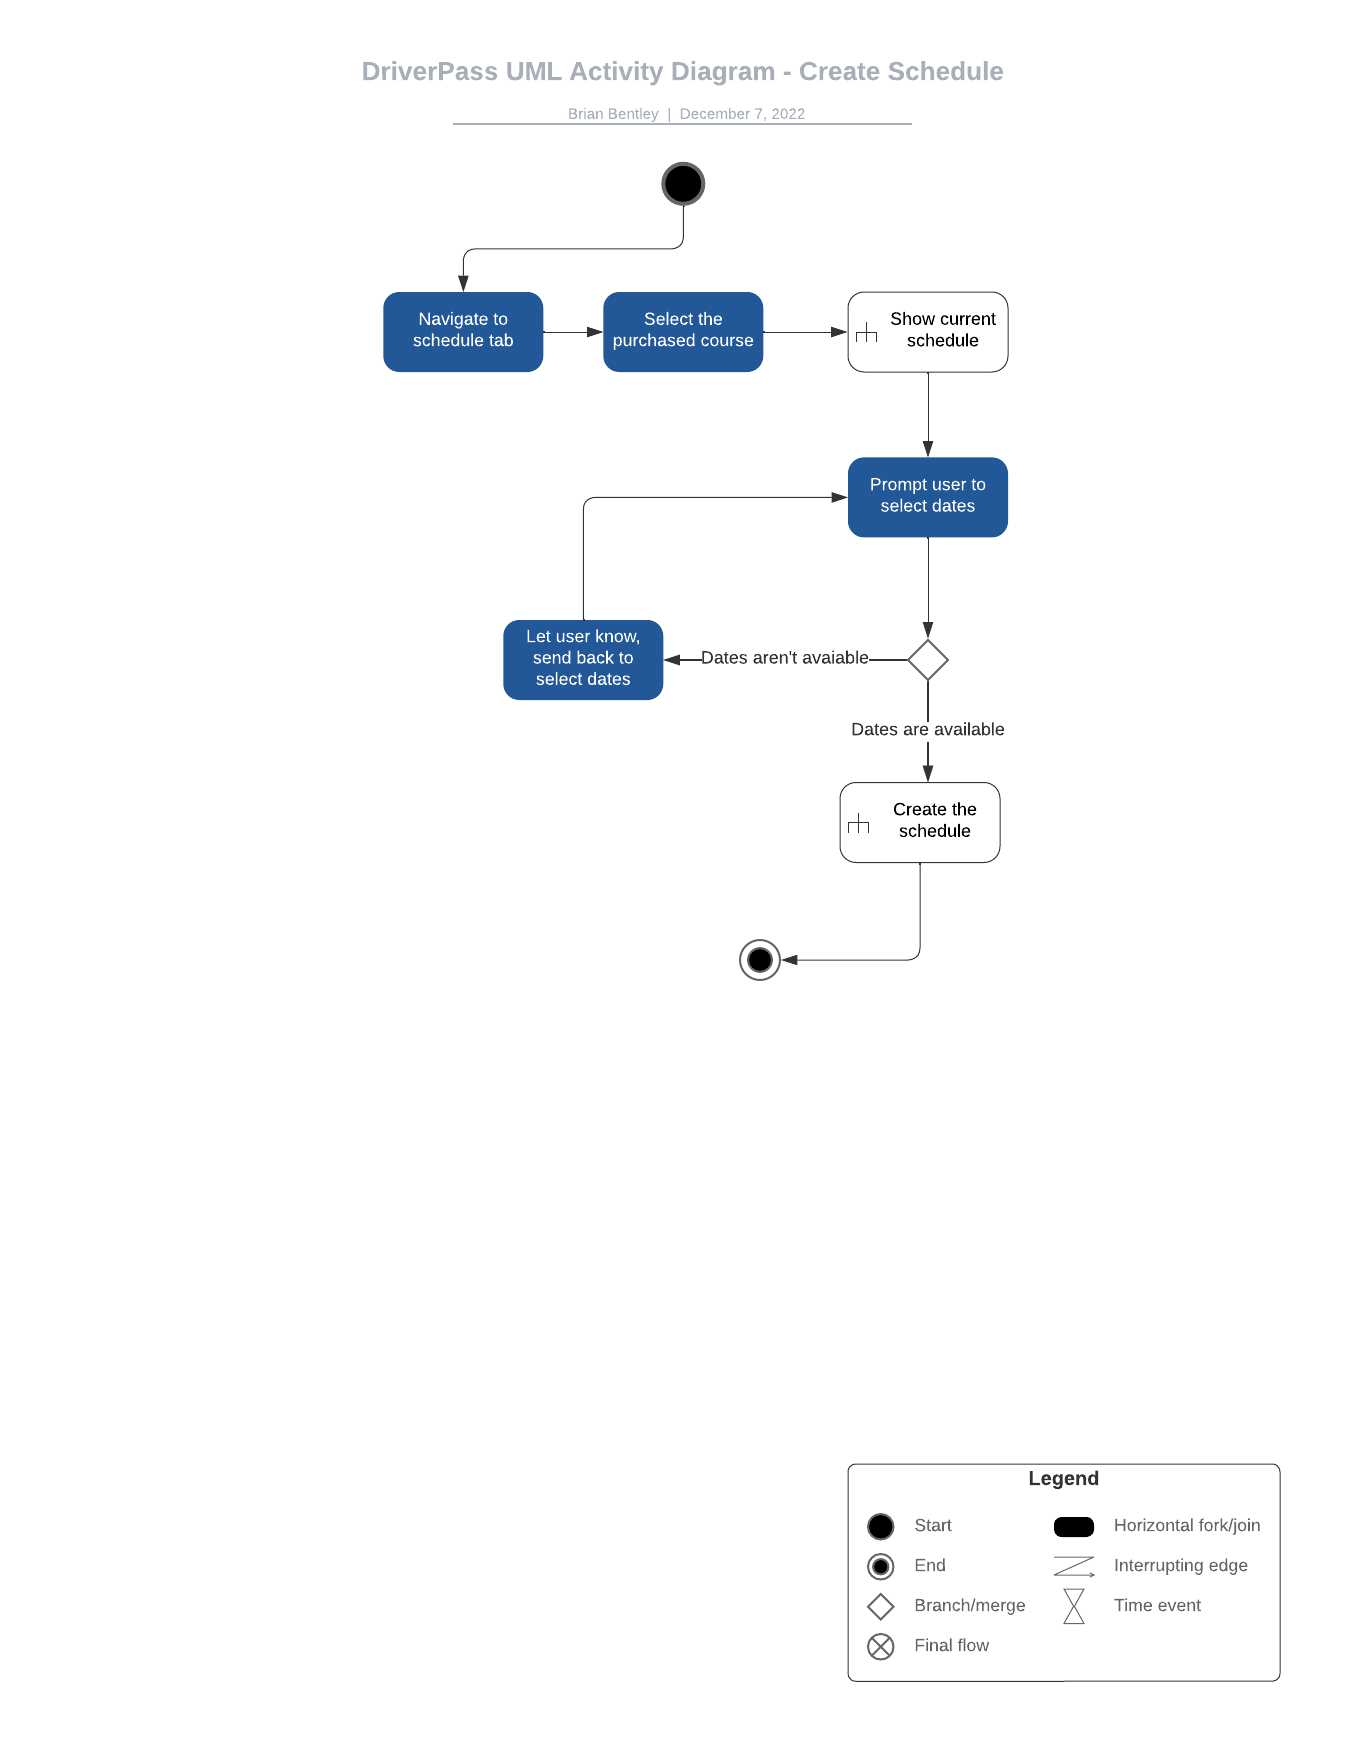 DriverPass UML Activity Diagram - Create Schedule
Brian Bentley | December 7, 2022
Navigate to
schedule tab
Select the
purchased course
Show current
schedule
Prompt user to
select dates
Let user know,
send back to
select dates
Dates aren't avaiable
Dates are available
Create the
schedule
Legend
Start
Horizontal fork/join
End
Interrupting edge
Branch/merge
Time event
Final flow